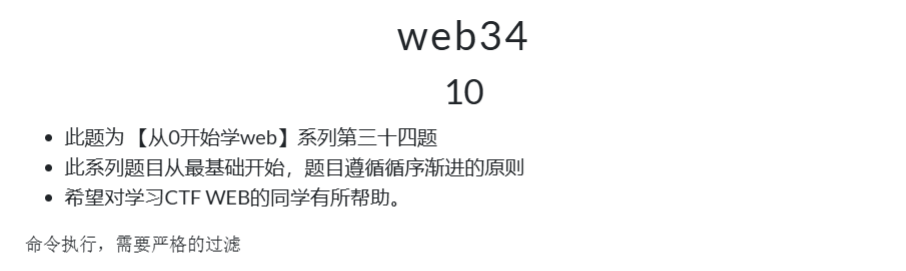 web34
10
此题为 【从0开始学web】系列第三十四题
此系列题目从最基础开始，题目遵循循序渐进的原则
希望对学习CTF WEB的同学有所帮助。
命令执行，需要严格的过滤